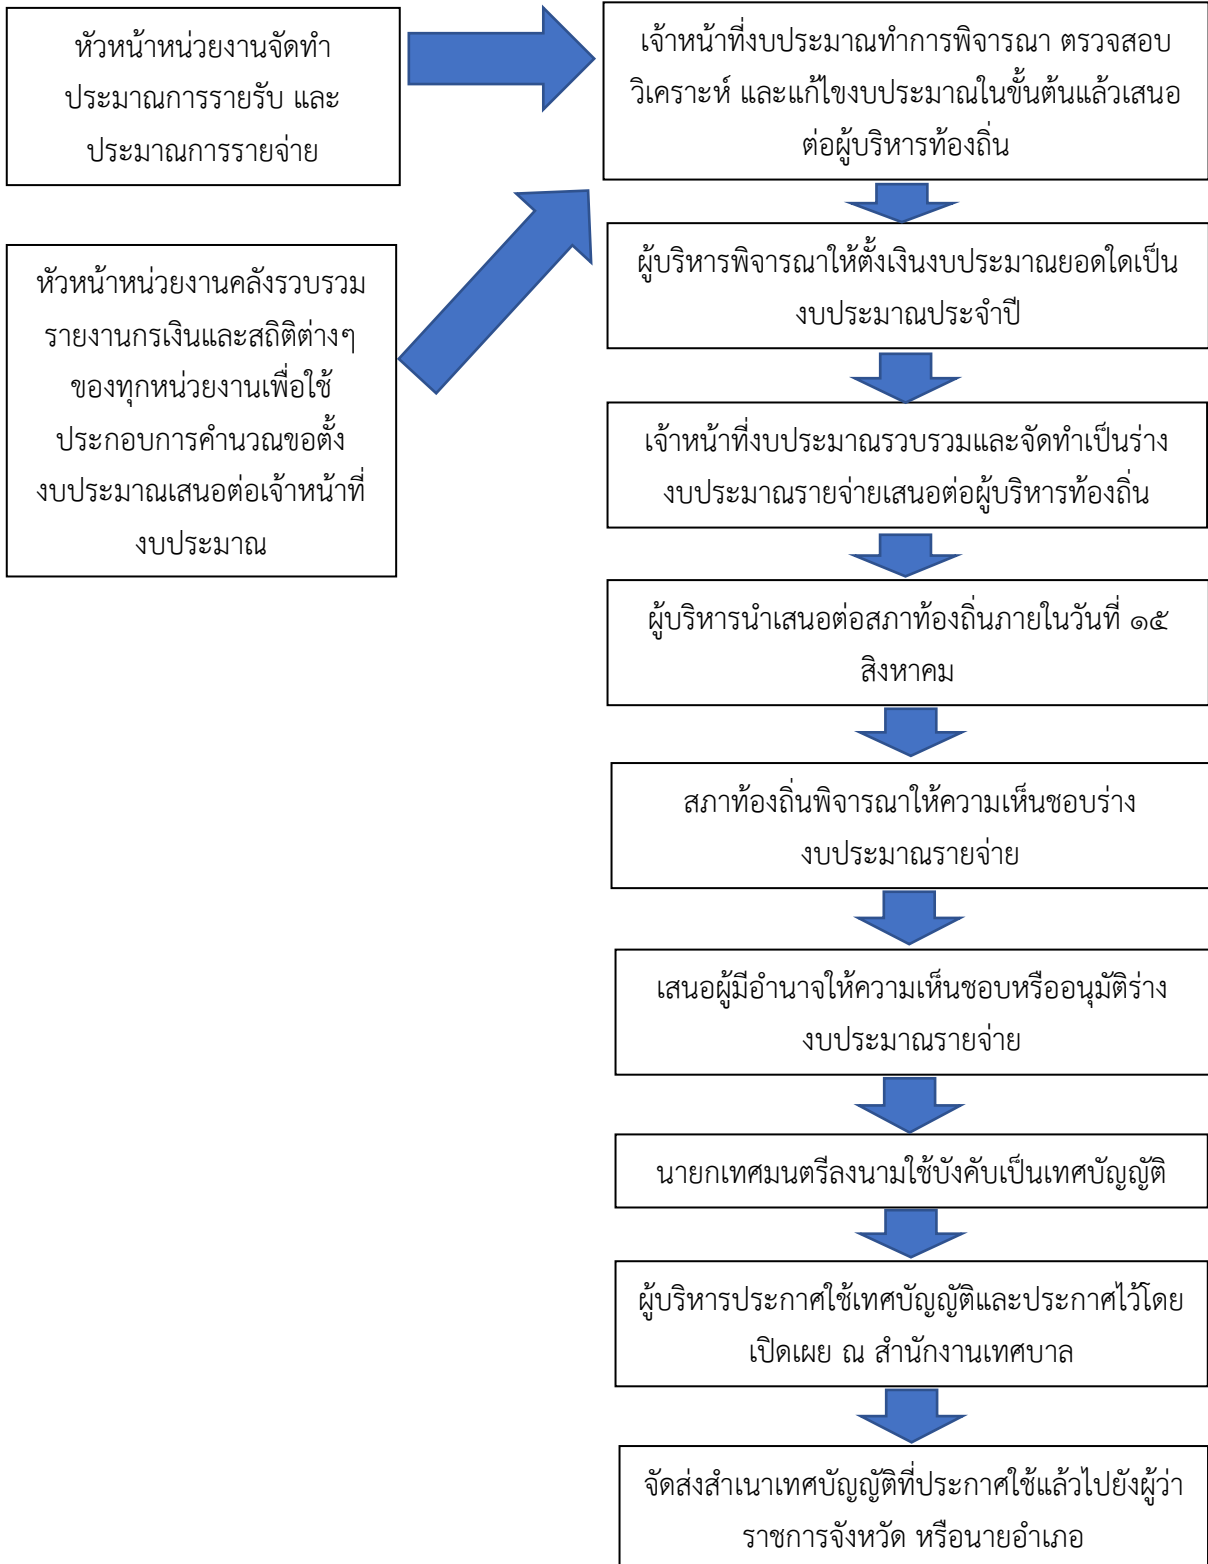 หัวหน้าหน่วยงานจัดทำ
ประมาณการรายรับ และ
ประมาณการรายจ่าย
หัวหน้าหน่วยงานคลังรวบรวม
รายงานกรเงินและสถิติต่างๆ
ของทุกหน่วยงานเพื่อใช้
ประกอบการคำนวณขอตั้ง
งบประมาณเสนอต่อเจ้าหน้าที่
งบประมาณ
เจ้าหน้าที่งบประมาณทำการพิจารณา ตรวจสอบ
วิเคราะห์ และแก้ไขงบประมาณในขั้นต้นแล้วเสนอ
ต่อผู้บริหารท้องถิ่น
ผู้บริหารพิจารณาให้ตั้งเงินงบประมาณยอดใดเป็น
งบประมาณประจำปี
เจ้าหน้าที่งบประมาณรวบรวมและจัดทำเป็นร่าง
งบประมาณรายจ่ายเสนอต่อผู้บริหารท้องถิ่น
ผู้บริหารนำเสนอต่อสภาท้องถิ่นภายในวันที่ ๑๕
สิงหาคม
สภาท้องถิ่นพิจารณาให้ความเห็นชอบร่าง
งบประมาณรายจ่าย
เสนอผู้มีอำนาจให้ความเห็นชอบหรืออนุมัติร่าง
งบประมาณรายจ่าย
นายกเทศมนตรีลงนามใช้บังคับเป็นเทศบัญญัติ
ผู้บริหารประกาศใช้เทศบัญญัติและประกาศไว้โดย
เปิดเผย ณ สำนักงานเทศบาล
จัดส่งสำเนาเทศบัญญัติที่ประกาศใช้แล้วไปยังผู้ว่า
ราชการจังหวัด หรือนายอำเภอ